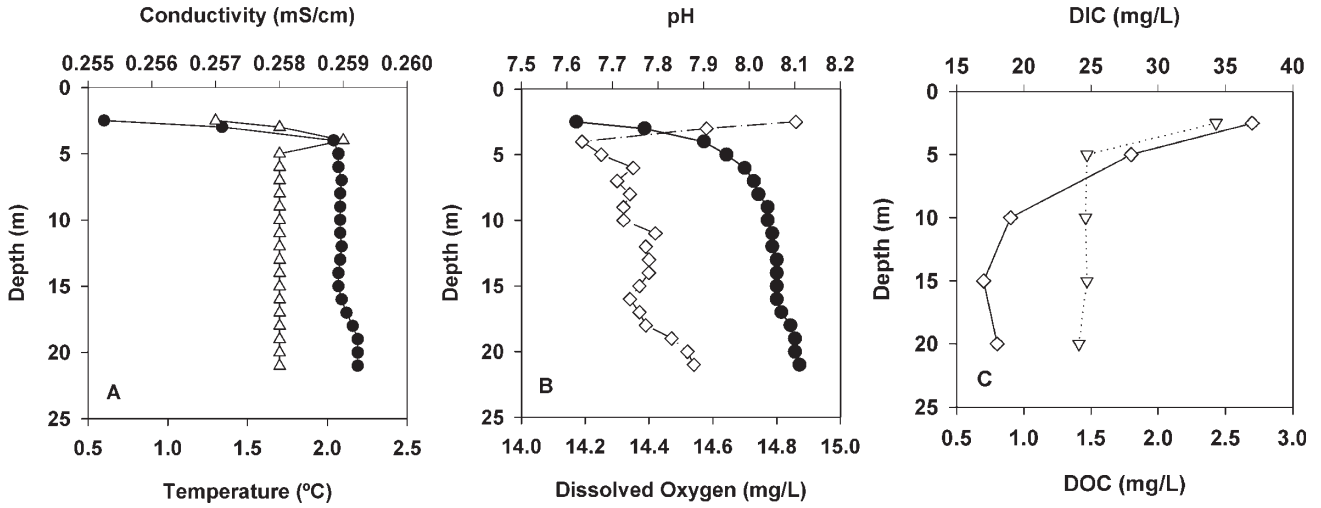 Conductivity (mS/cm)
0.255 0.256 0.257 0.258 0.259 0.260
0
5
10
15
20
25
Depth (m)
A
0.5 1.0 1.5 2.0 2.5
Temperature (ºC)
pH
7.5 7.6 7.7 7.8 7.9 8.0 8.1 8.2
0
5
10
15
20
25
Depth (m)
B
14.0 14.2 14.4 14.6 14.8 15.0
Dissolved Oxygen (mg/L)
DIC (mg/L)
15 20 25 30 35 40
0
5
10
15
20
25
Depth (m)
C
0.5 1.0 1.5 2.0 2.5 3.0
DOC (mg/L)